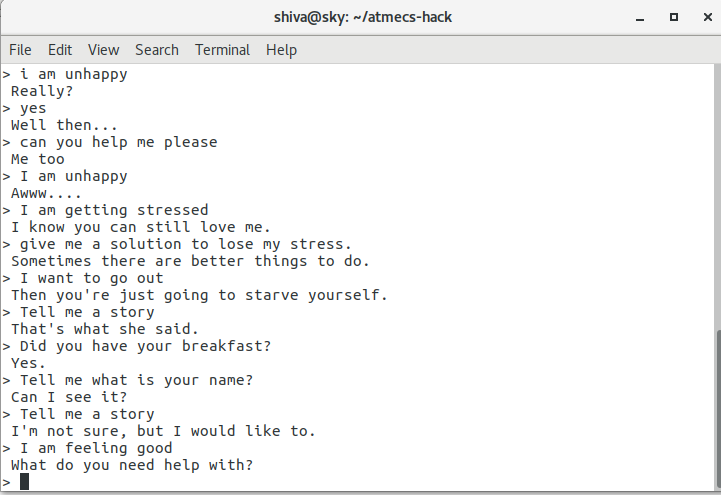 shiva@sky: ~/atmecs-hack
File Edit View Search Terminal Help
> i am unhappy
Really?
> yes
Well then...
> can you help me please
Me too
> I am unhappy
Awww....
> I am getting stressed
I know you can still love me.
> give me a solution to lose my stress.
Sometimes there are better things to do.
> I want to go out
Then you're just going to starve yourself.
> Tell me a story
That's what she said.
> Did you have your breakfast?
Yes.
> Tell me what is your name?
Can I see it?
> Tell me a story
I'm not sure, but I would like to.
> I am feeling good
What do you need help with?
>